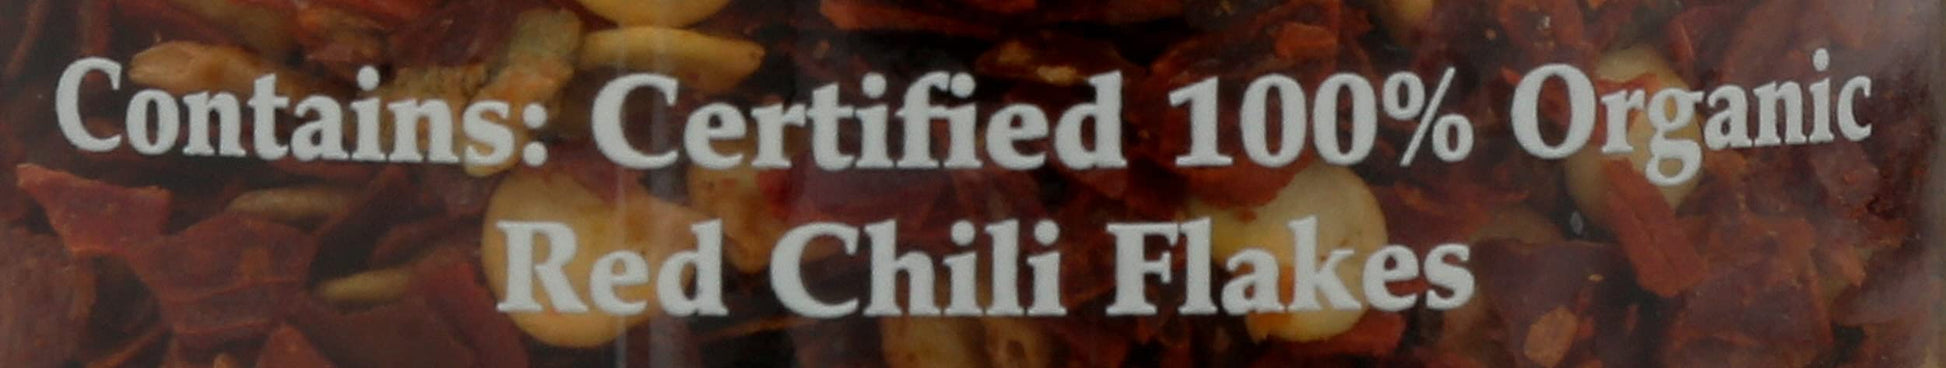 Contains: Certified 100% Organic
Red Chili Flakes